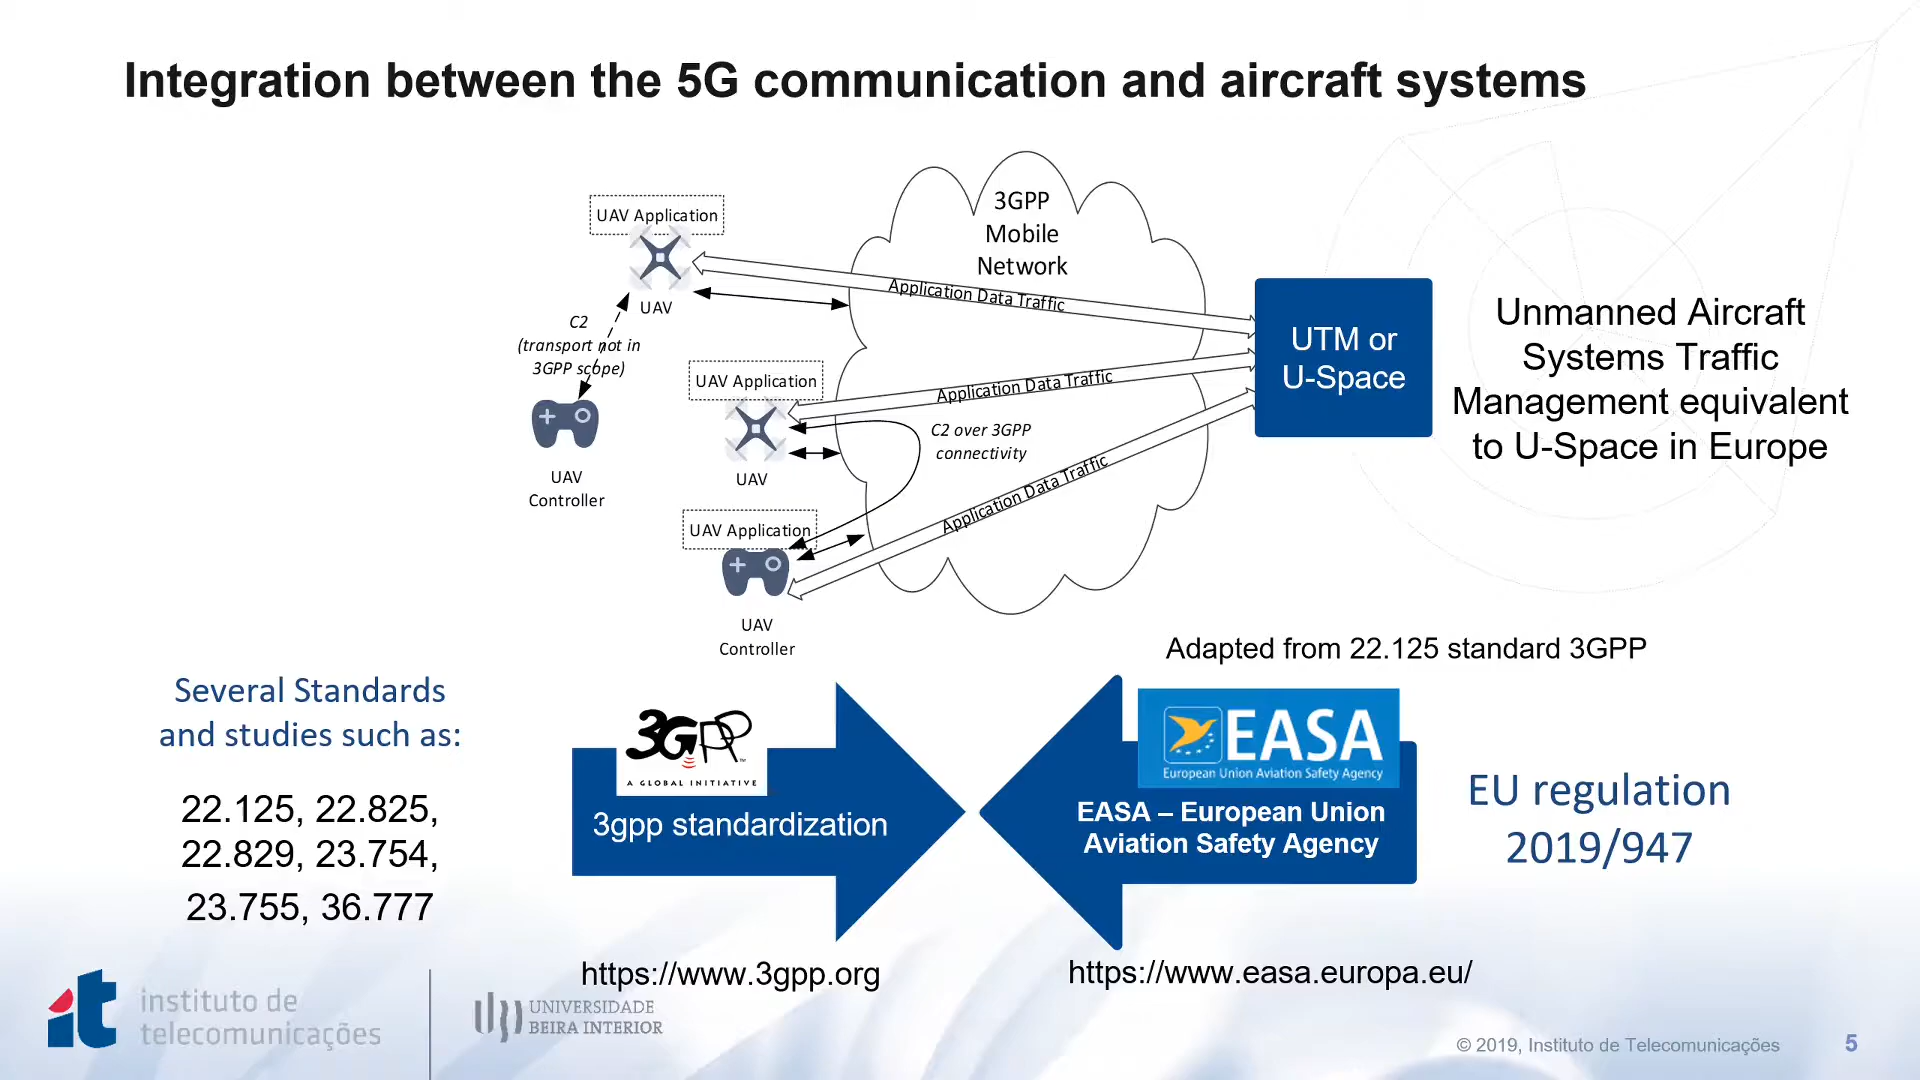 Integration between the 5G communication and aircraft systems
3GPP
Mobile
Network
UAV Application
UAV
C2
(transport not in
3GPP scope)
UAV
Controller
Application Data Traffic
UAV Application
UAV
Application Data Traffic
C2 over 3GPP
connectivity
UAV Application
UAV
Controller
Application Data Traffic
UTM or
U-Space
Unmanned Aircraft
Systems Traffic
Management equivalent
to U-Space in Europe
Adapted from 22.125 standard 3GPP
Several Standards
and studies such as:
22.125, 22.825,
22.829, 23.754,
23.755, 36.777
3GPP
TM
A GLOBAL INITIATIVE
3gpp standardization
https://www.3gpp.org
EASA
European Union Aviation Safety Agency
EASA – European Union
Aviation Safety Agency
https://www.easa.europa.eu/
EU regulation
2019/947
it
instituto de
telecomunicações
UNIVERSIDADE
BEIRA INTERIOR
© 2019, Instituto de Telecomunicações
5